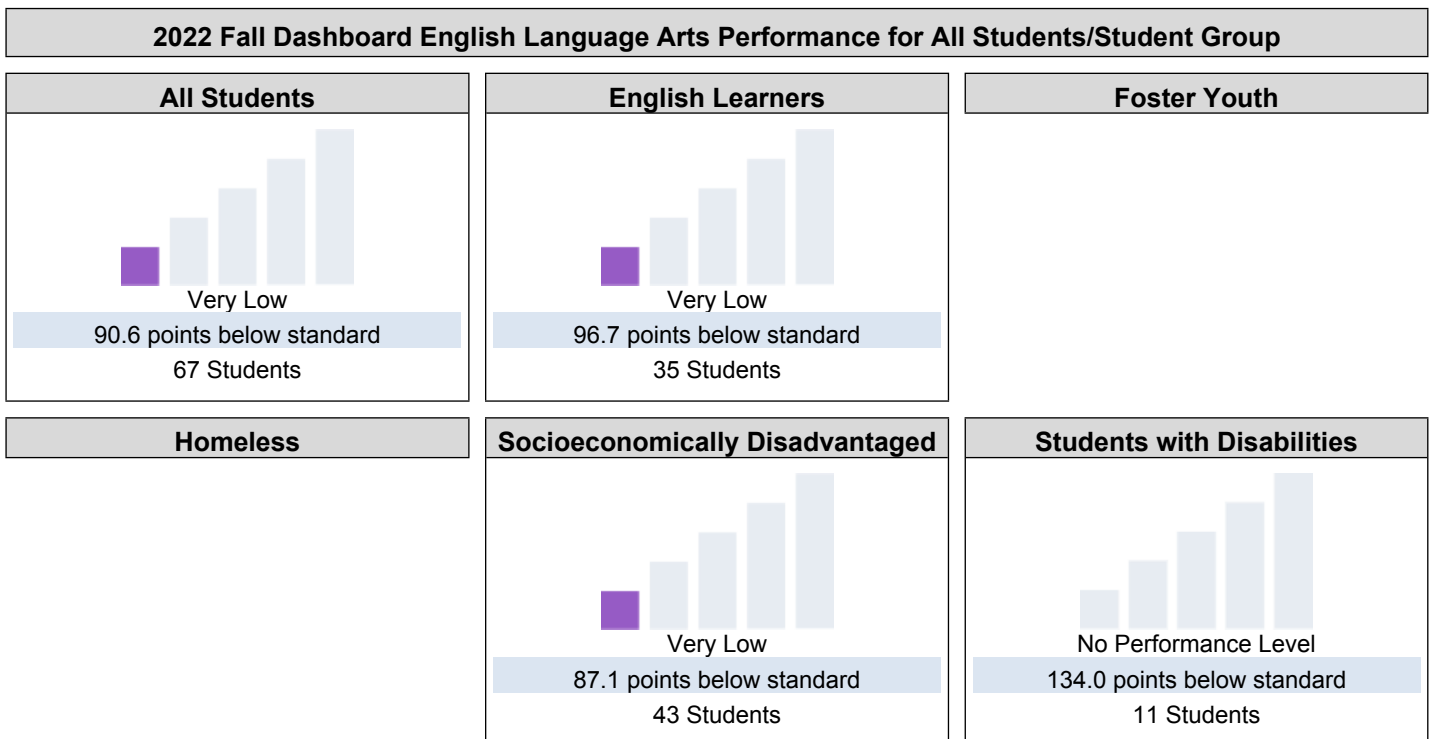 2022 Fall Dashboard English Language Arts Performance for All Students/Student Group
All Students
Very Low
90.6 points below standard
67 Students
English Learners
Very Low
96.7 points below standard
35 Students
Foster Youth
Homeless
Socioeconomically Disadvantaged
Very Low
87.1 points below standard
43 Students
Students with Disabilities
No Performance Level
134.0 points below standard
11 Students